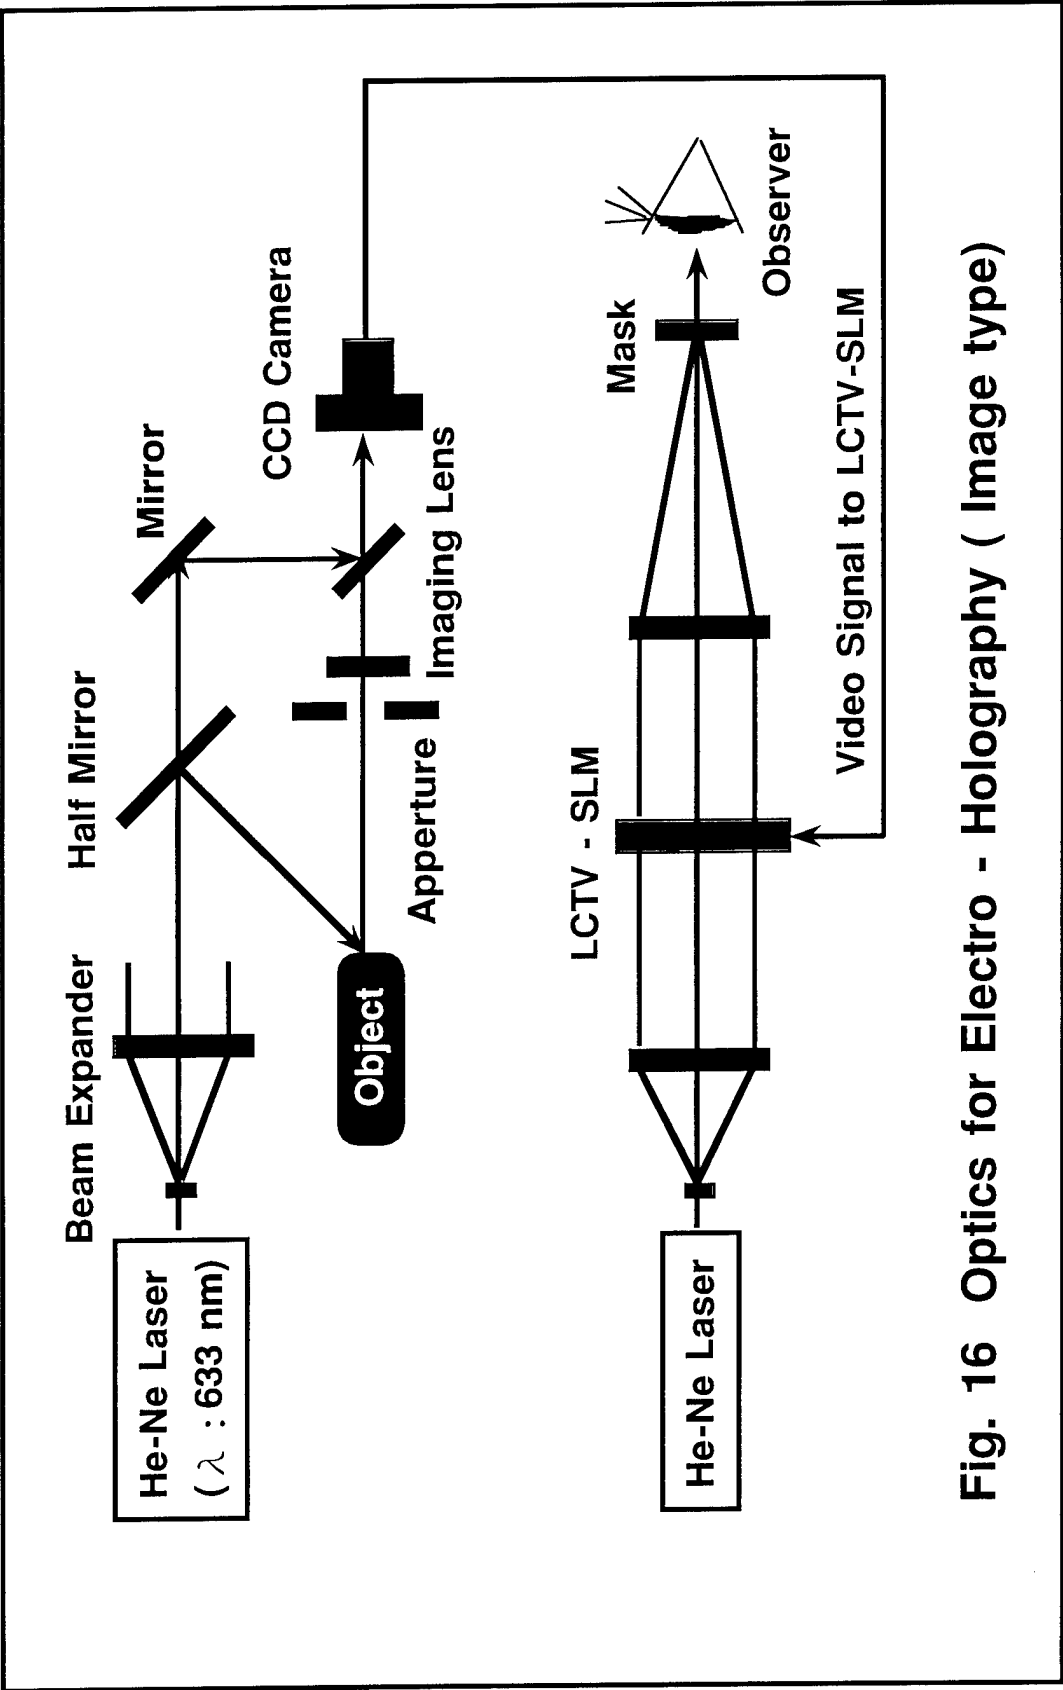 He-Ne Laser
( λ : 633 nm)
Beam Expander
Half Mirror
Mirror
Object
Apperture
Imaging Lens
CCD Camera
He-Ne Laser
LCTV - SLM
Mask
Observer
Video Signal to LCTV-SLM
Fig. 16 Optics for Electro - Holography ( Image type)